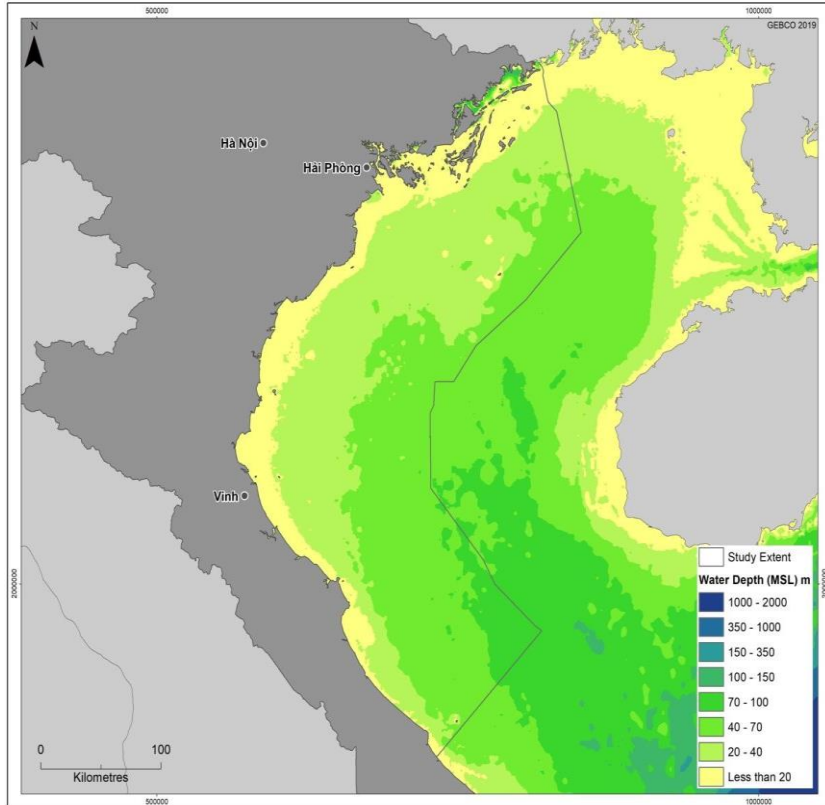 500000
1000000
GEBCO 2019
N
Hà Nội
Hải Phòng
Vinh
2000000
2000000
Study Extent
Water Depth (MSL) m
1000 - 2000
350 - 1000
150 - 350
100 - 150
70 - 100
40 - 70
20 - 40
Less than 20
0 100
Kilometres
500000
1000000